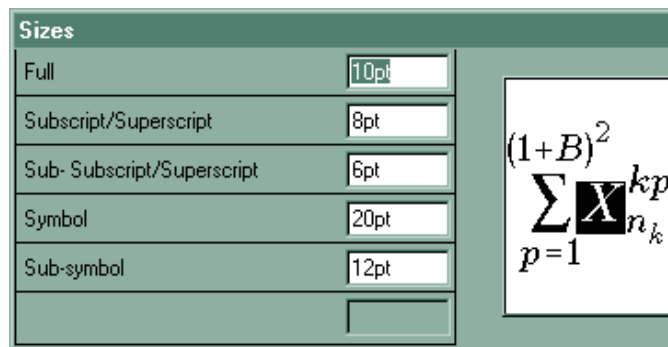 Sizes
Full 10pt
Subscript/Superscript 8pt
Sub- Subscript/Superscript 6pt
Symbol 20pt
Sub-symbol 12pt
(1+B)²
∑ X kp
n k
p=1